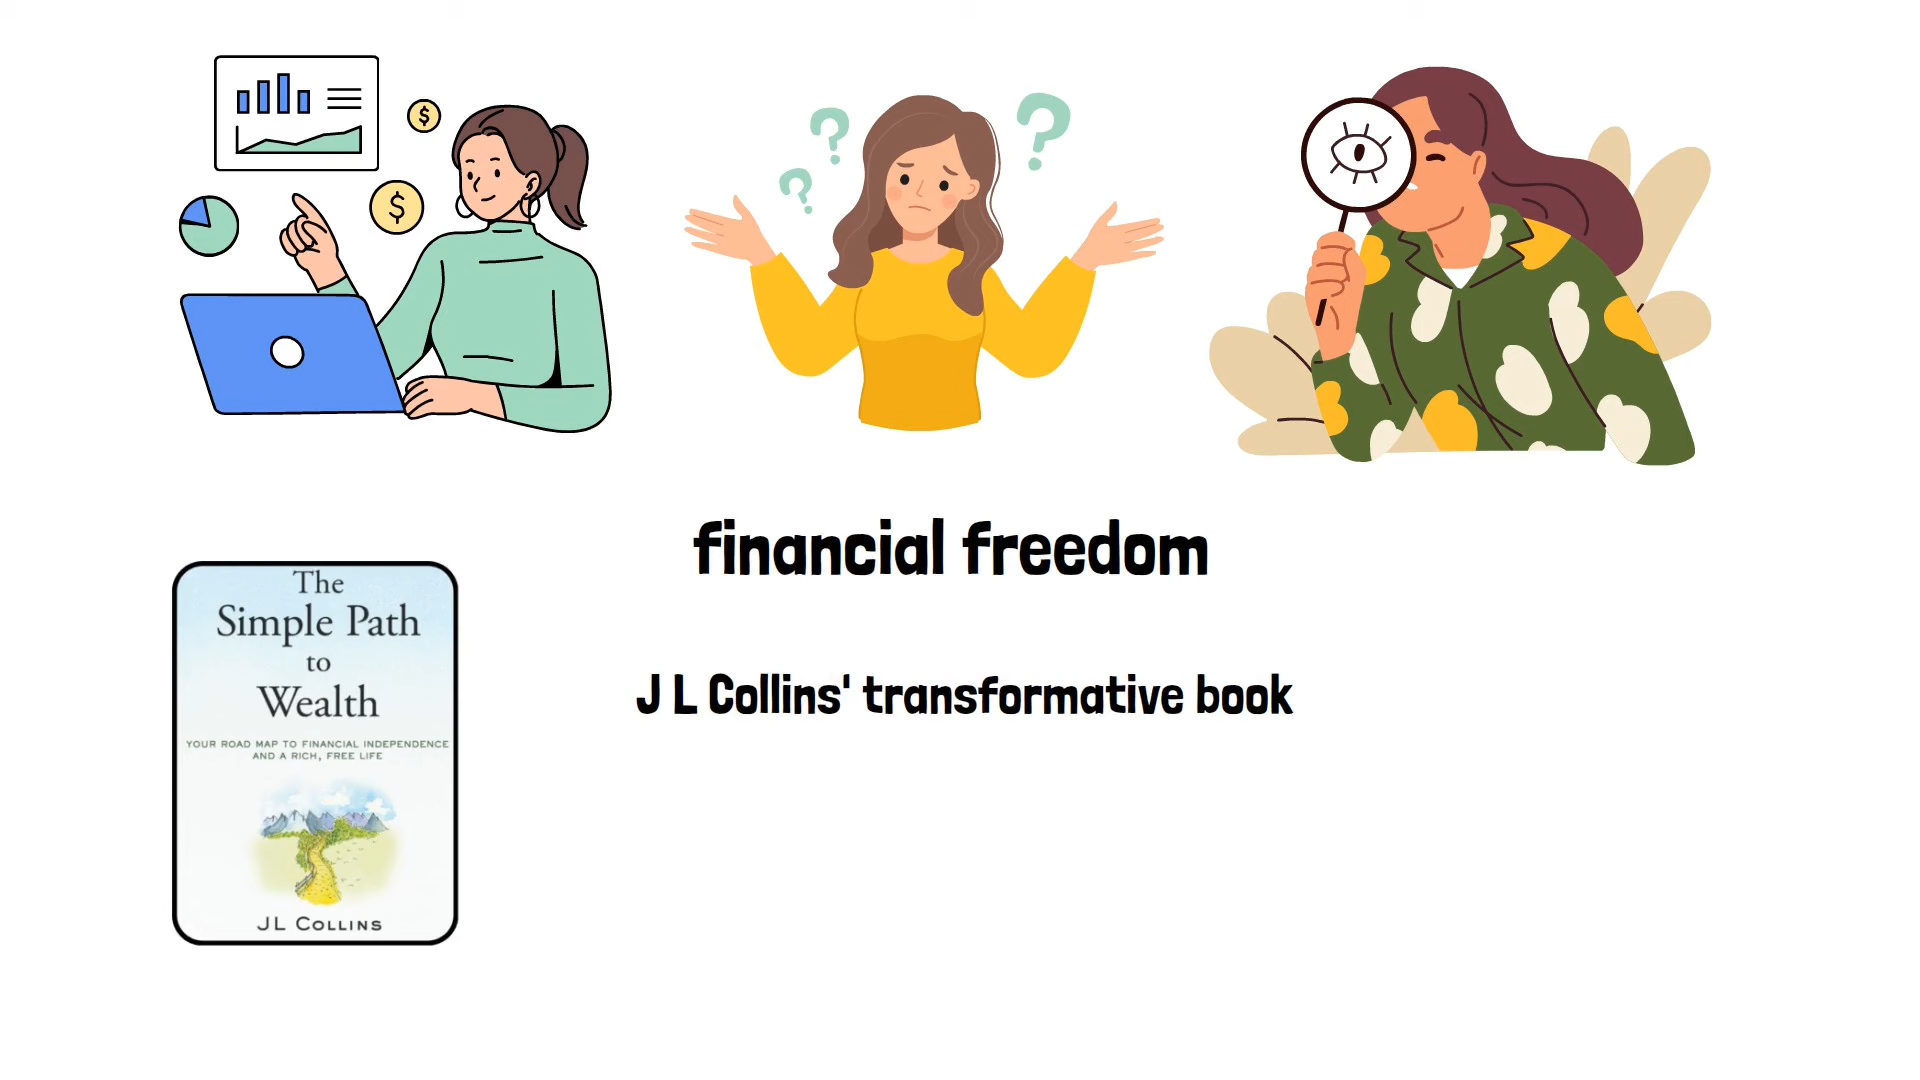 $
$
? ? ?
financial freedom
J L Collins' transformative book
The
Simple Path
to
Wealth
YOUR ROAD MAP TO FINANCIAL INDEPENDENCE
AND A RICH, FREE LIFE
JL COLLINS